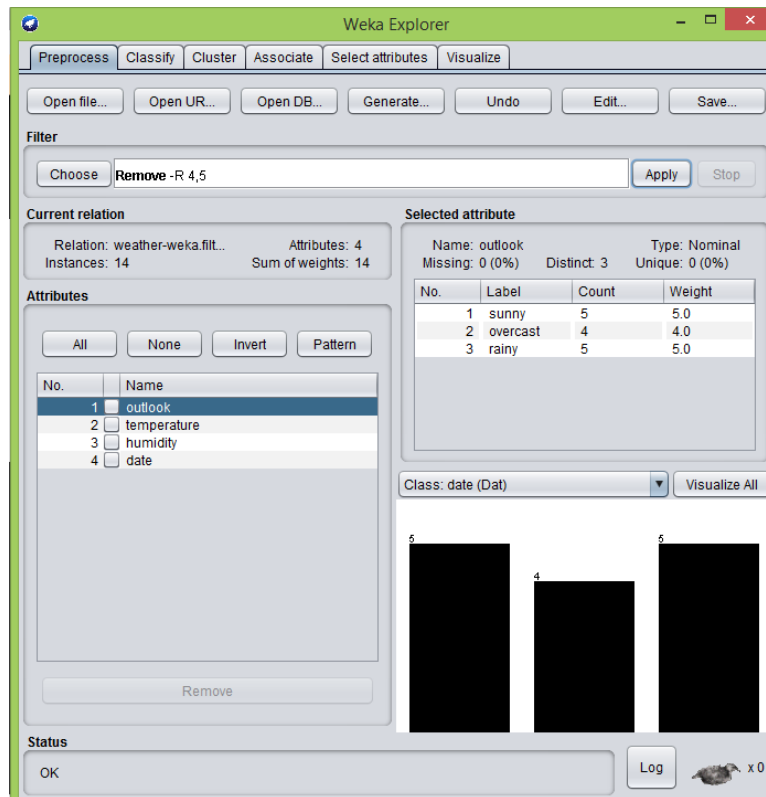 Weka Explorer
Preprocess Classify Cluster Associate Select attributes Visualize
Open file... Open UR... Open DB... Generate... Undo Edit... Save...
Filter
Choose Remove -R 4,5 Apply Stop
Current relation
Relation: weather-weka.filt... Attributes: 4
Instances: 14 Sum of weights: 14
Attributes
All None Invert Pattern
No. Name
1 outlook
2 temperature
3 humidity
4 date
Remove
Selected attribute
Name: outlook Type: Nominal
Missing: 0 (0%) Distinct: 3 Unique: 0 (0%)
No. Label Count Weight
1 sunny 5 5.0
2 overcast 4 4.0
3 rainy 5 5.0
Class: date (Dat) Visualize All
5 4 5
Status
OK Log x 0